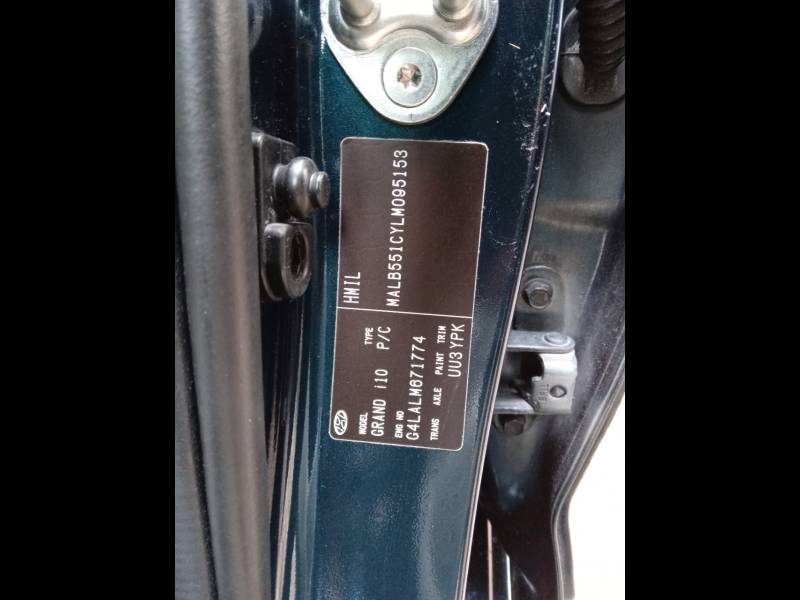 HMIL
MALB551CYLM095153
MODEL TYPE
GRAND i10 P/C
ENG NO
G4LALM671774
TRANS AXLE PAINT TRIM
UU3 YPK